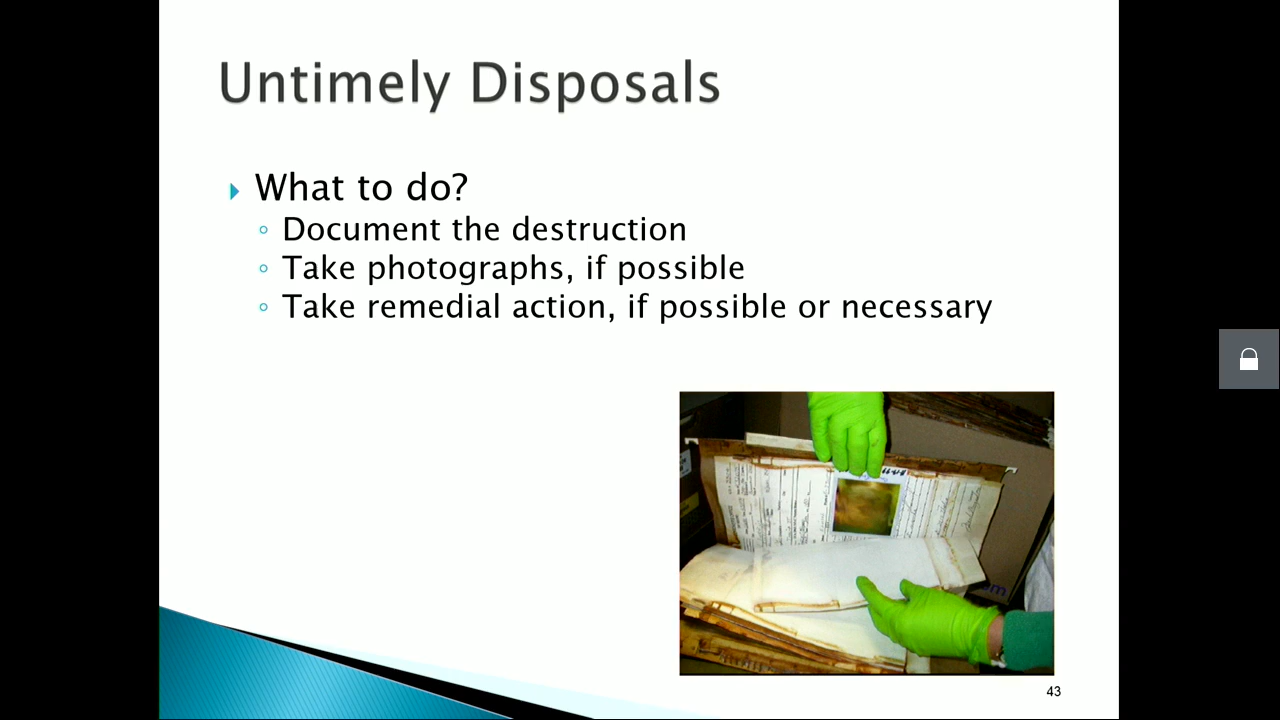 Untimely Disposals
What to do?
Document the destruction
Take photographs, if possible
Take remedial action, if possible or necessary
43